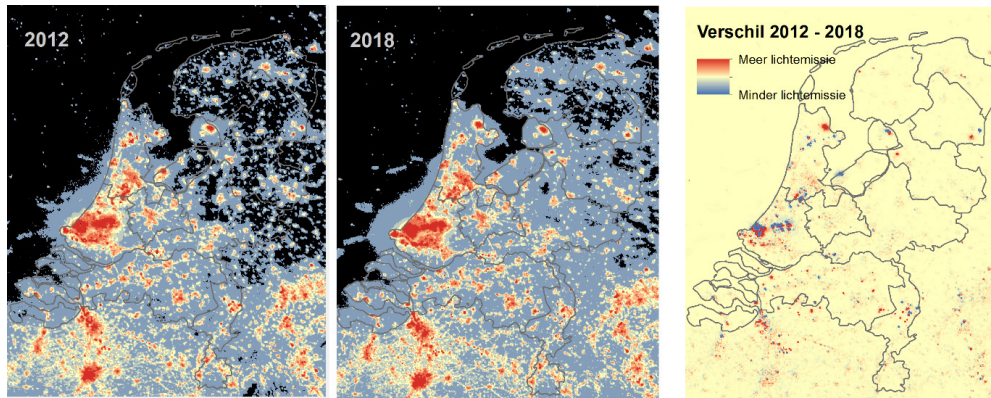 2012
2018
Verschil 2012 - 2018
Meer lichtemissie
Minder lichtemissie